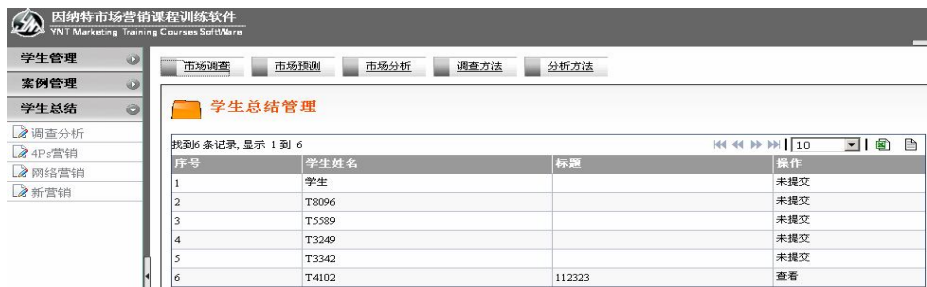 因纳特市场营销课程训练软件
YNT Marketing Training Courses SoftWare
学生管理
案例管理
学生总结
调查分析
4Ps营销
网络营销
新营销
市场调查 市场预测 市场分析 调查方法 分析方法
学生总结管理
找到6 条记录, 显示 1 到 6 10
序号 学生姓名 标题 操作
1 学生 未提交
2 T8096 未提交
3 T5589 未提交
4 T3249 未提交
5 T3342 未提交
6 T4102 112323 查看